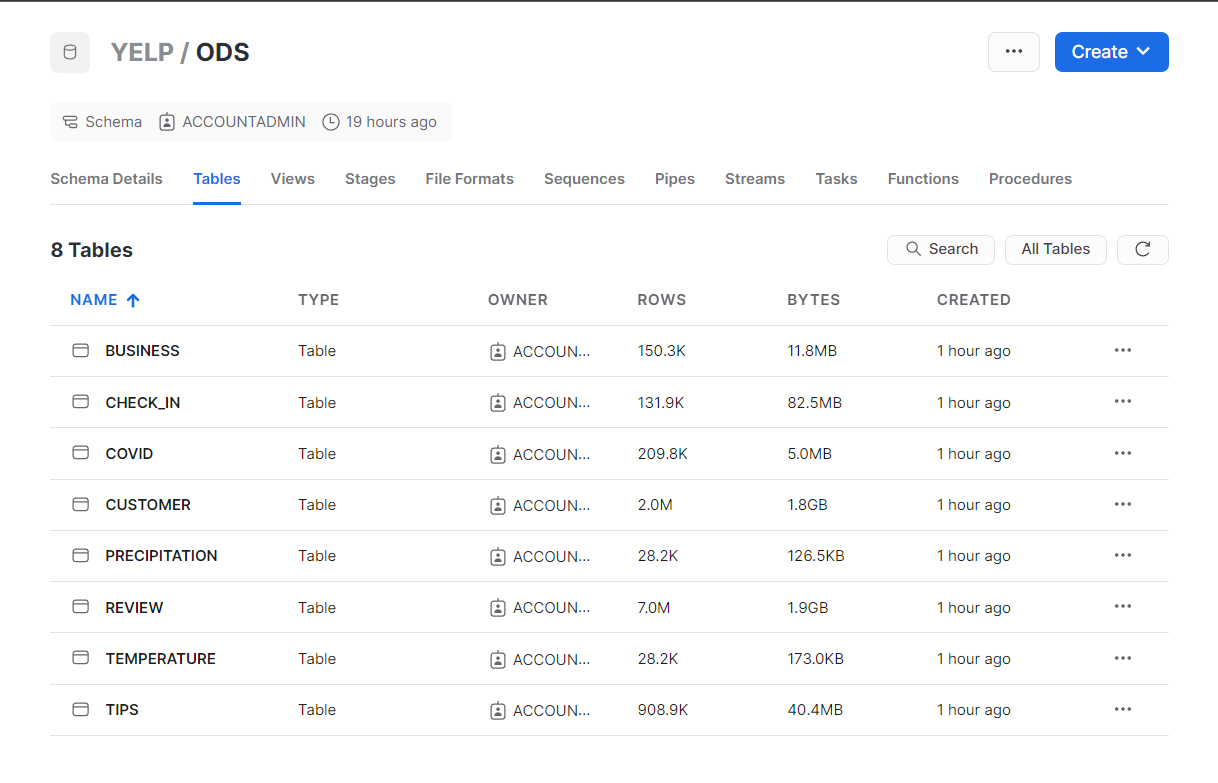 YELP / ODS
Create
Schema ACCOUNTADMIN 19 hours ago
Schema Details Tables Views Stages File Formats Sequences Pipes Streams Tasks Functions Procedures
8 Tables
Search All Tables
NAME TYPE OWNER ROWS BYTES CREATED
BUSINESS Table ACCOUN... 150.3K 11.8MB 1 hour ago
CHECK_IN Table ACCOUN... 131.9K 82.5MB 1 hour ago
COVID Table ACCOUN... 209.8K 5.0MB 1 hour ago
CUSTOMER Table ACCOUN... 2.0M 1.8GB 1 hour ago
PRECIPITATION Table ACCOUN... 28.2K 126.5KB 1 hour ago
REVIEW Table ACCOUN... 7.0M 1.9GB 1 hour ago
TEMPERATURE Table ACCOUN... 28.2K 173.0KB 1 hour ago
TIPS Table ACCOUN... 908.9K 40.4MB 1 hour ago